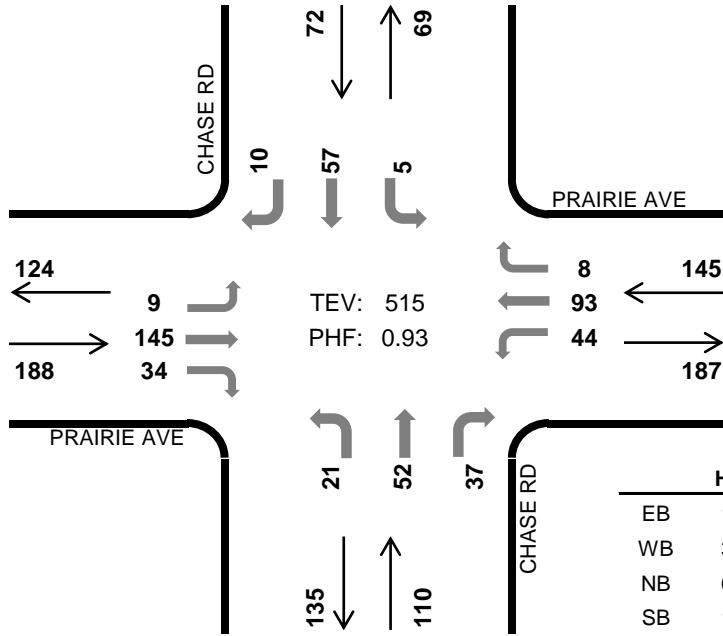 72
69
CHASE RD
10
57
5
PRAIRIE AVE
124
9
TEV: 515
8
145
145
PHF: 0.93
93
188
34
44
187
PRAIRIE AVE
21
52
37
CHASE RD
135
110
EB
WB
NB
SB